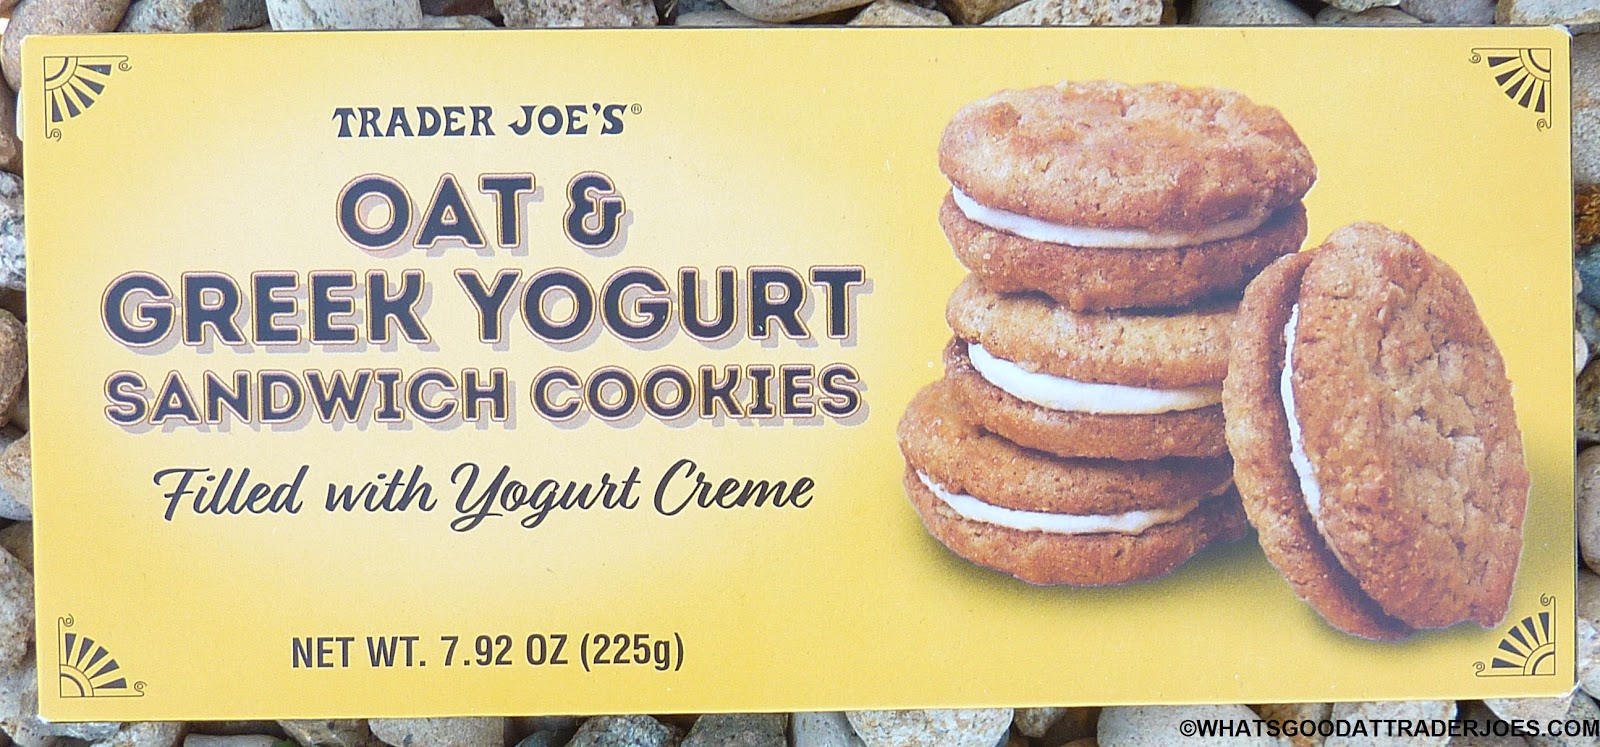 TRADER JOE'S®
OAT &
GREEK YOGURT
SANDWICH COOKIES
Filled with Yogurt Creme
NET WT. 7.92 OZ (225g)
©WHATSGOODATTRADERJOES.COM